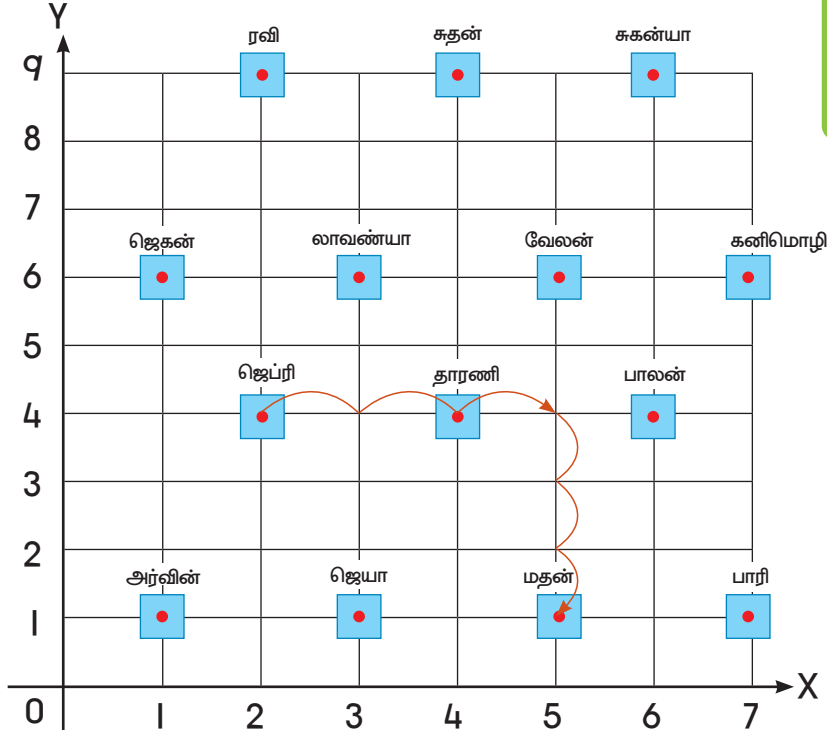 Y
ரவி சுதன் சுகன்யா
9
8
7
ஜெகன் லாவண்யா வேலன் கனிமொழி
6
5
ஜெப்ரி தாரணி பாலன்
4
3
2
அர்வின் ஜெயா மதன் பாரி
1
X
0 1 2 3 4 5 6 7